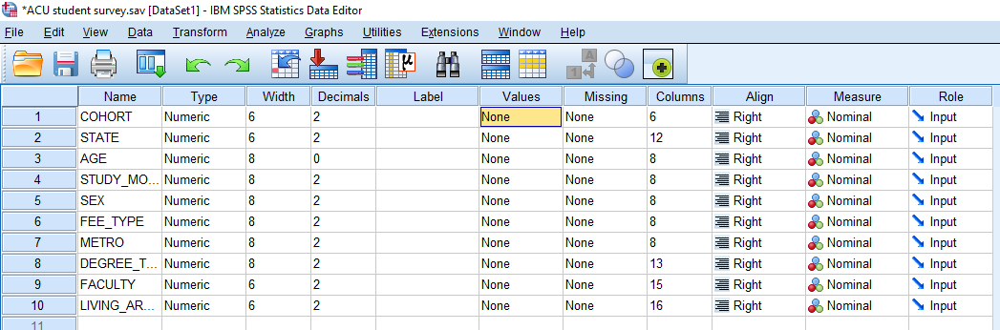 *ACU student survey.sav [DataSet1] - IBM SPSS Statistics Data Editor
File Edit View Data Transform Analyze Graphs Utilities Extensions Window Help
Name Type Width Decimals Label Values Missing Columns Align Measure Role
1 COHORT Numeric 6 2 None None 6 Right Nominal Input
2 STATE Numeric 6 2 None None 12 Right Nominal Input
3 AGE Numeric 8 0 None None 8 Right Nominal Input
4 STUDY_MO... Numeric 8 2 None None 8 Right Nominal Input
5 SEX Numeric 8 2 None None 8 Right Nominal Input
6 FEE_TYPE Numeric 8 2 None None 8 Right Nominal Input
7 METRO Numeric 8 2 None None 8 Right Nominal Input
8 DEGREE_T... Numeric 8 2 None None 13 Right Nominal Input
9 FACULTY Numeric 6 2 None None 15 Right Nominal Input
10 LIVING_AR... Numeric 6 2 None None 16 Right Nominal Input
11